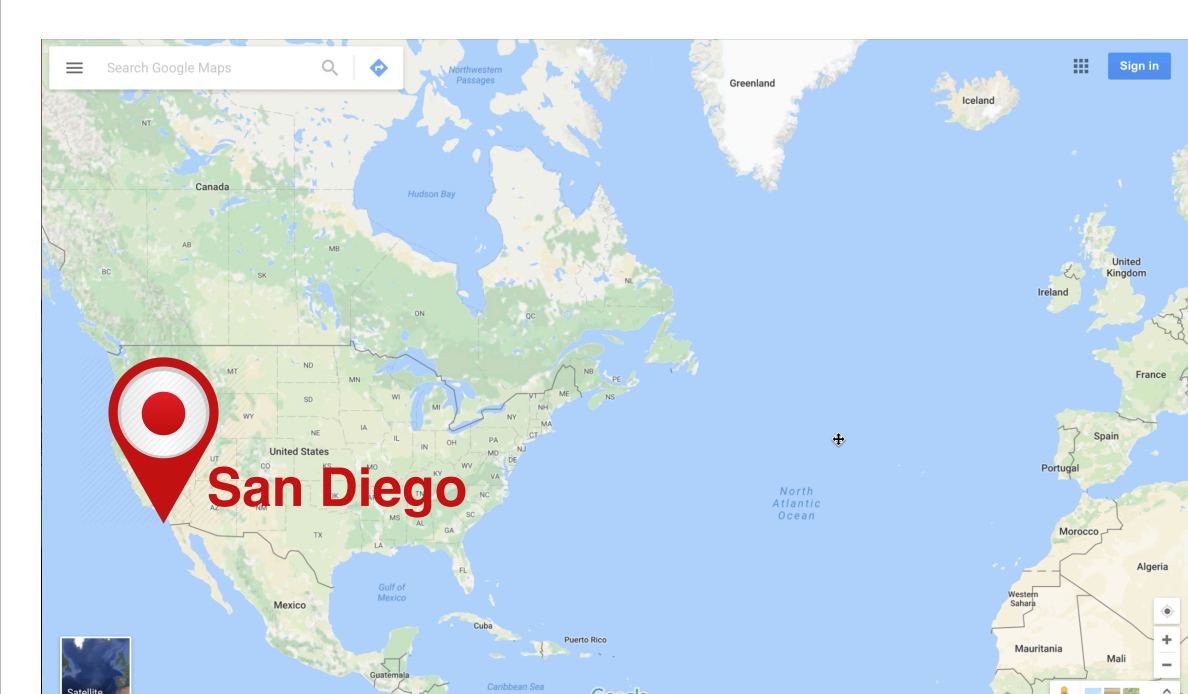 Search Google Maps
Sign in
Northwestern
Passages
Greenland
Iceland
NT
Canada
Hudson Bay
AB
MB
BC
SK
NL
United
Kingdom
Ireland
ON
QC
MT
ND
MN
NB
PE
France
SD
WI
MI
VT
ME
NS
WY
NH
NY
MA
IA
NE
CT
Spain
IL
IN
OH
PA
NJ
United States
MD
DE
UT
CO
KS
MO
WV
KY
VA
Portugal
San Diego
North
Atlantic
Ocean
AZ
NM
OK
TN
NC
SC
MS
AL
GA
TX
LA
Morocco
FL
Algeria
Gulf of
Mexico
Mexico
Western
Sahara
Cuba
Puerto Rico
Mauritania
Mali
Guatemala
Caribbean Sea
Satellite
Google